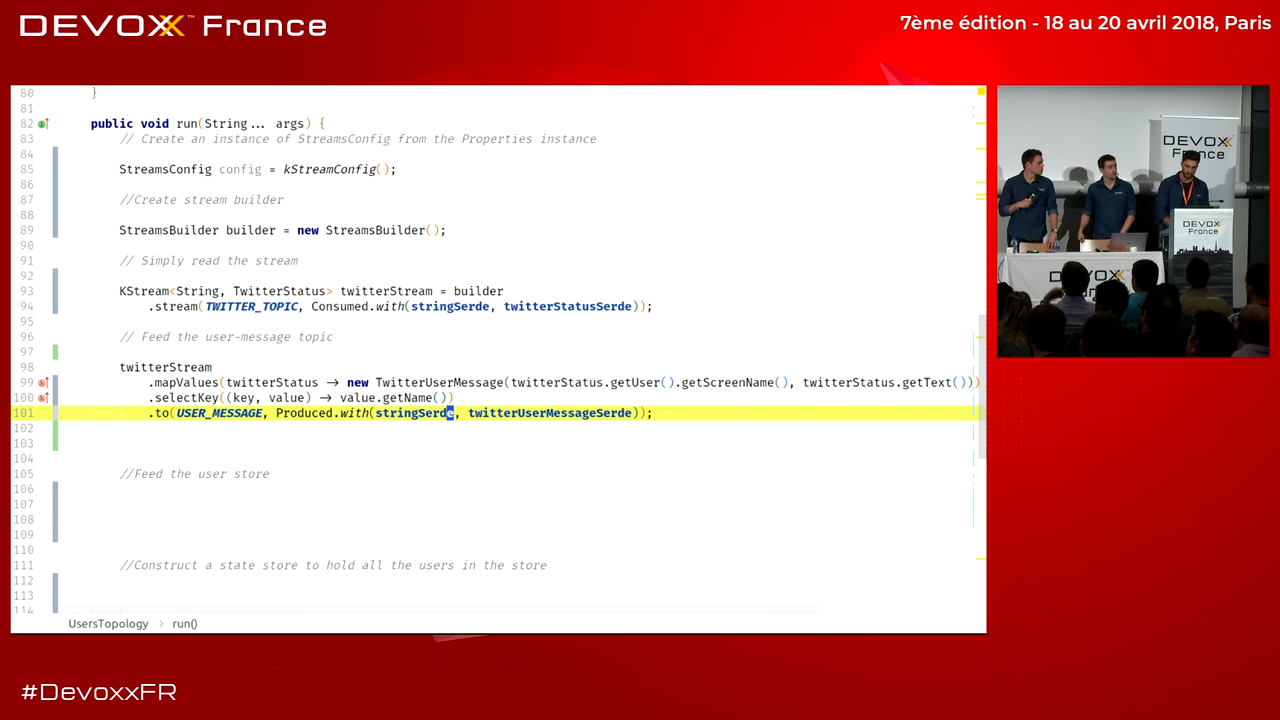 DEVOXX™ France
7ème édition - 18 au 20 avril 2018, Paris
80 }
81
82 public void run(String... args) {
83 // Create an instance of StreamsConfig from the Properties instance
84
85 StreamsConfig config = kStreamConfig();
86
87 //Create stream builder
88
89 StreamsBuilder builder = new StreamsBuilder();
90
91 // Simply read the stream
92
93 KStream<String, TwitterStatus> twitterStream = builder
94 .stream(TWITTER_TOPIC, Consumed.with(stringSerde, twitterStatusSerde));
95
96 // Feed the user-message topic
97
98 twitterStream
99 .mapValues(twitterStatus → new TwitterUserMessage(twitterStatus.getUser().getScreenName(), twitterStatus.getText()))
100 .selectKey((key, value) → value.getName())
101 .to(USER_MESSAGE, Produced.with(stringSerde, twitterUserMessageSerde));
102
103
104
105 //Feed the user store
106
107
108
109
110
111 //Construct a state store to hold all the users in the store
112
113
114
UsersTopology > run()
DEVOXX
France
DEVOXX
France
DEVOXX
#DevoxxFR